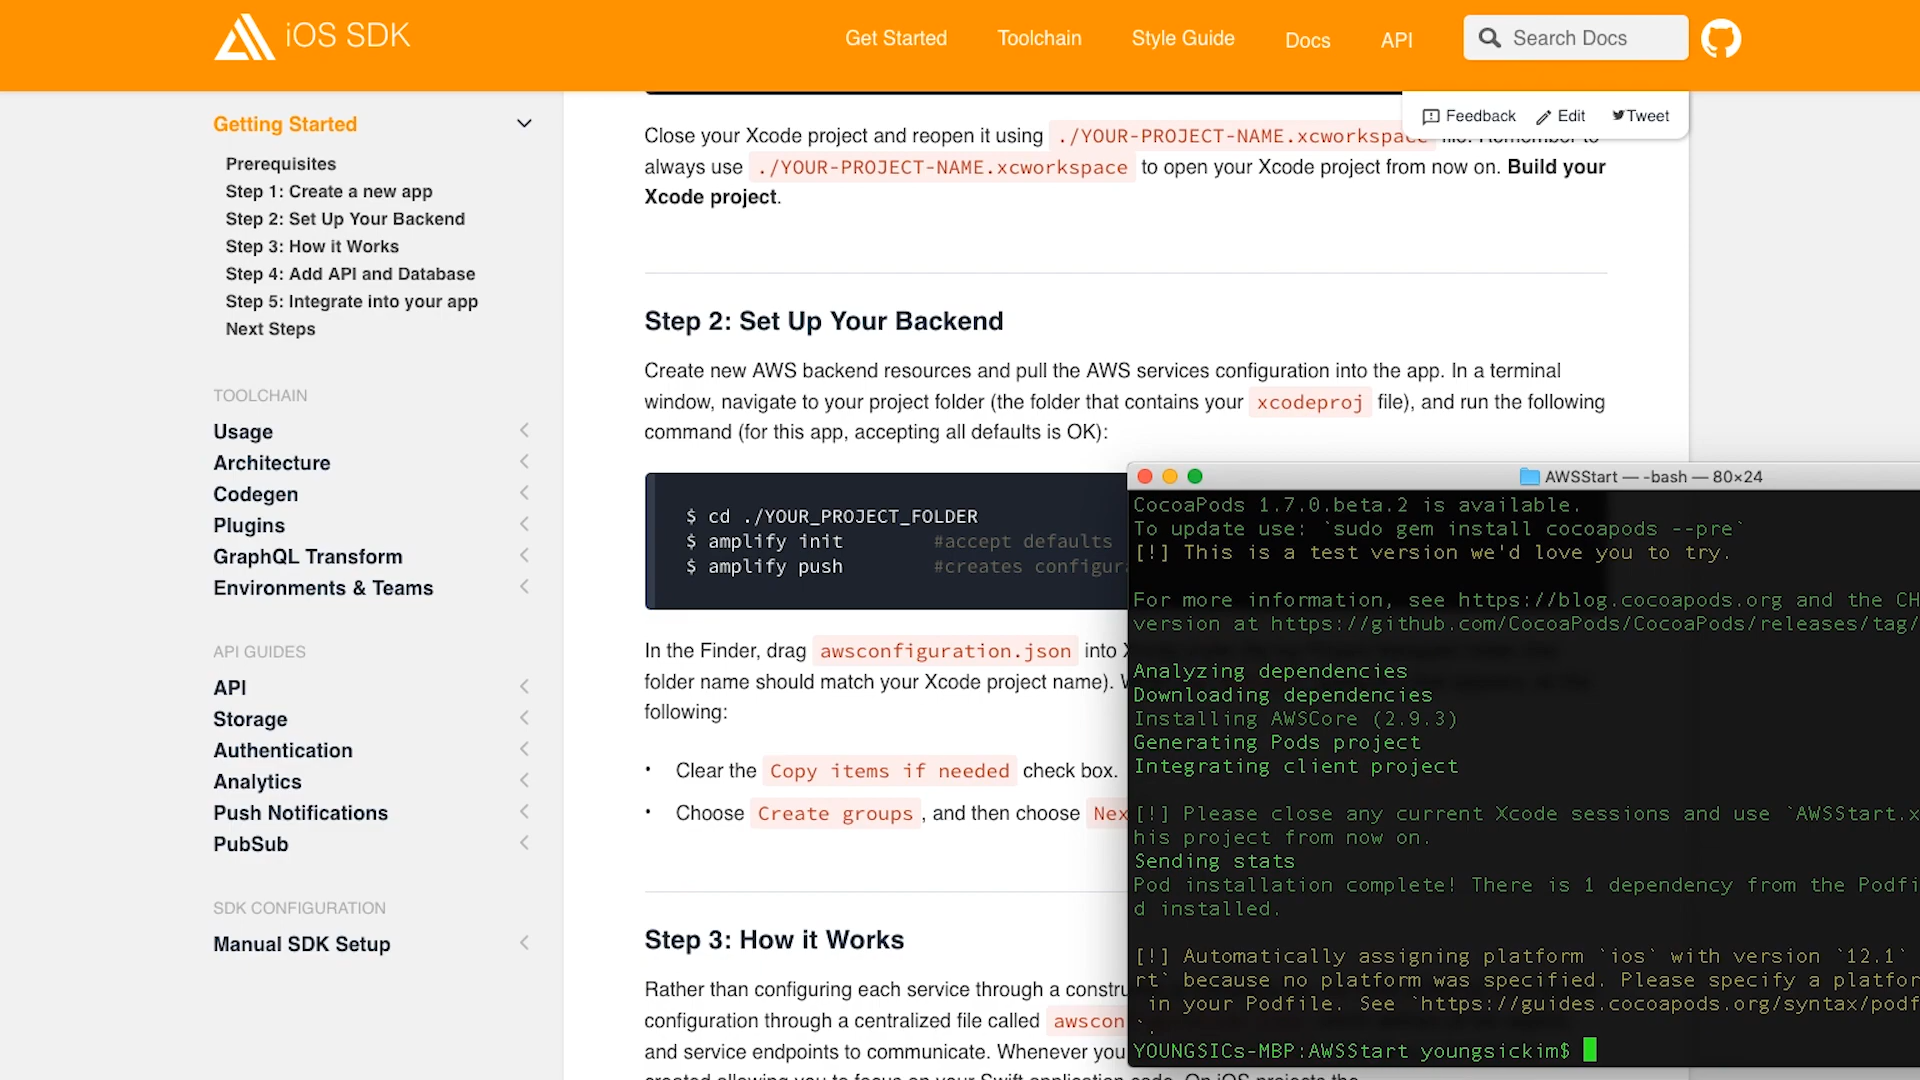 iOS SDK
Get Started
Toolchain
Style Guide
Docs
API
Search Docs
Feedback
Edit
Tweet
Getting Started
Prerequisites
Step 1: Create a new app
Step 2: Set Up Your Backend
Step 3: How it Works
Step 4: Add API and Database
Step 5: Integrate into your app
Next Steps
TOOLCHAIN
Usage
Architecture
Codegen
Plugins
GraphQL Transform
Environments & Teams
API GUIDES
API
Storage
Authentication
Analytics
Push Notifications
PubSub
SDK CONFIGURATION
Manual SDK Setup
Close your Xcode project and reopen it using ./YOUR-PROJECT-NAME.xcworkspace file. Remember to
always use ./YOUR-PROJECT-NAME.xcworkspace to open your Xcode project from now on. Build your
Xcode project.
Step 2: Set Up Your Backend
Create new AWS backend resources and pull the AWS services configuration into the app. In a terminal
window, navigate to your project folder (the folder that contains your xcodeproj file), and run the following
command (for this app, accepting all defaults is OK):
$ cd ./YOUR_PROJECT_FOLDER
$ amplify init #accept defaults
$ amplify push #creates configura
In the Finder, drag awsconfiguration.json into
folder name should match your Xcode project name).
following:
• Clear the Copy items if needed check box.
• Choose Create groups , and then choose Nex
Step 3: How it Works
Rather than configuring each service through a constru
configuration through a centralized file called awscon
and service endpoints to communicate. Whenever you
AWSStart — -bash — 80×24
CocoaPods 1.7.0.beta.2 is available.
To update use: `sudo gem install cocoapods --pre`
[!] This is a test version we'd love you to try.
For more information, see https://blog.cocoapods.org and the CH
version at https://github.com/CocoaPods/CocoaPods/releases/tag/
Analyzing dependencies
Downloading dependencies
Installing AWSCore (2.9.3)
Generating Pods project
Integrating client project
[!] Please close any current Xcode sessions and use `AWSStart.x
his project from now on.
Sending stats
Pod installation complete! There is 1 dependency from the Podfi
d installed.
[!] Automatically assigning platform `ios` with version `12.1`
rt` because no platform was specified. Please specify a platfor
in your Podfile. See `https://guides.cocoapods.org/syntax/podf
`.
YOUNGSICs-MBP:AWSStart youngsickim$